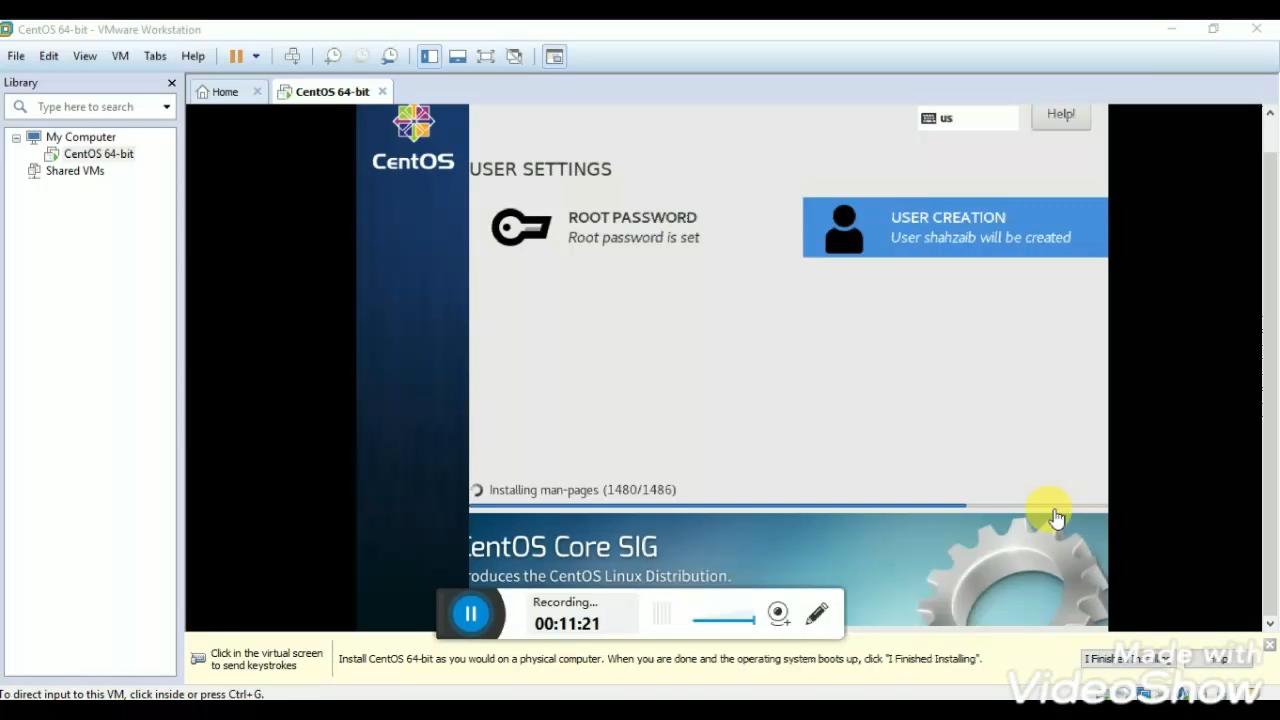 CentOS 64-bit - VMware Workstation
File Edit View VM Tabs Help
Library
Type here to search
My Computer
CentOS 64-bit
Shared VMs
Home
CentOS 64-bit
CentOS
us
Help!
USER SETTINGS
ROOT PASSWORD
Root password is set
USER CREATION
User shahzaib will be created
Installing man-pages (1480/1486)
CentOS Core SIG
roduces the CentOS Linux Distribution.
Recording...
00:11:21
Click in the virtual screen
to send keystrokes
Install CentOS 64-bit as you would on a physical computer. When you are done and the operating system boots up, click "I Finished Installing".
I Finished Installing
Help
Made with
VideoShow
To direct input to this VM, click inside or press Ctrl+G.